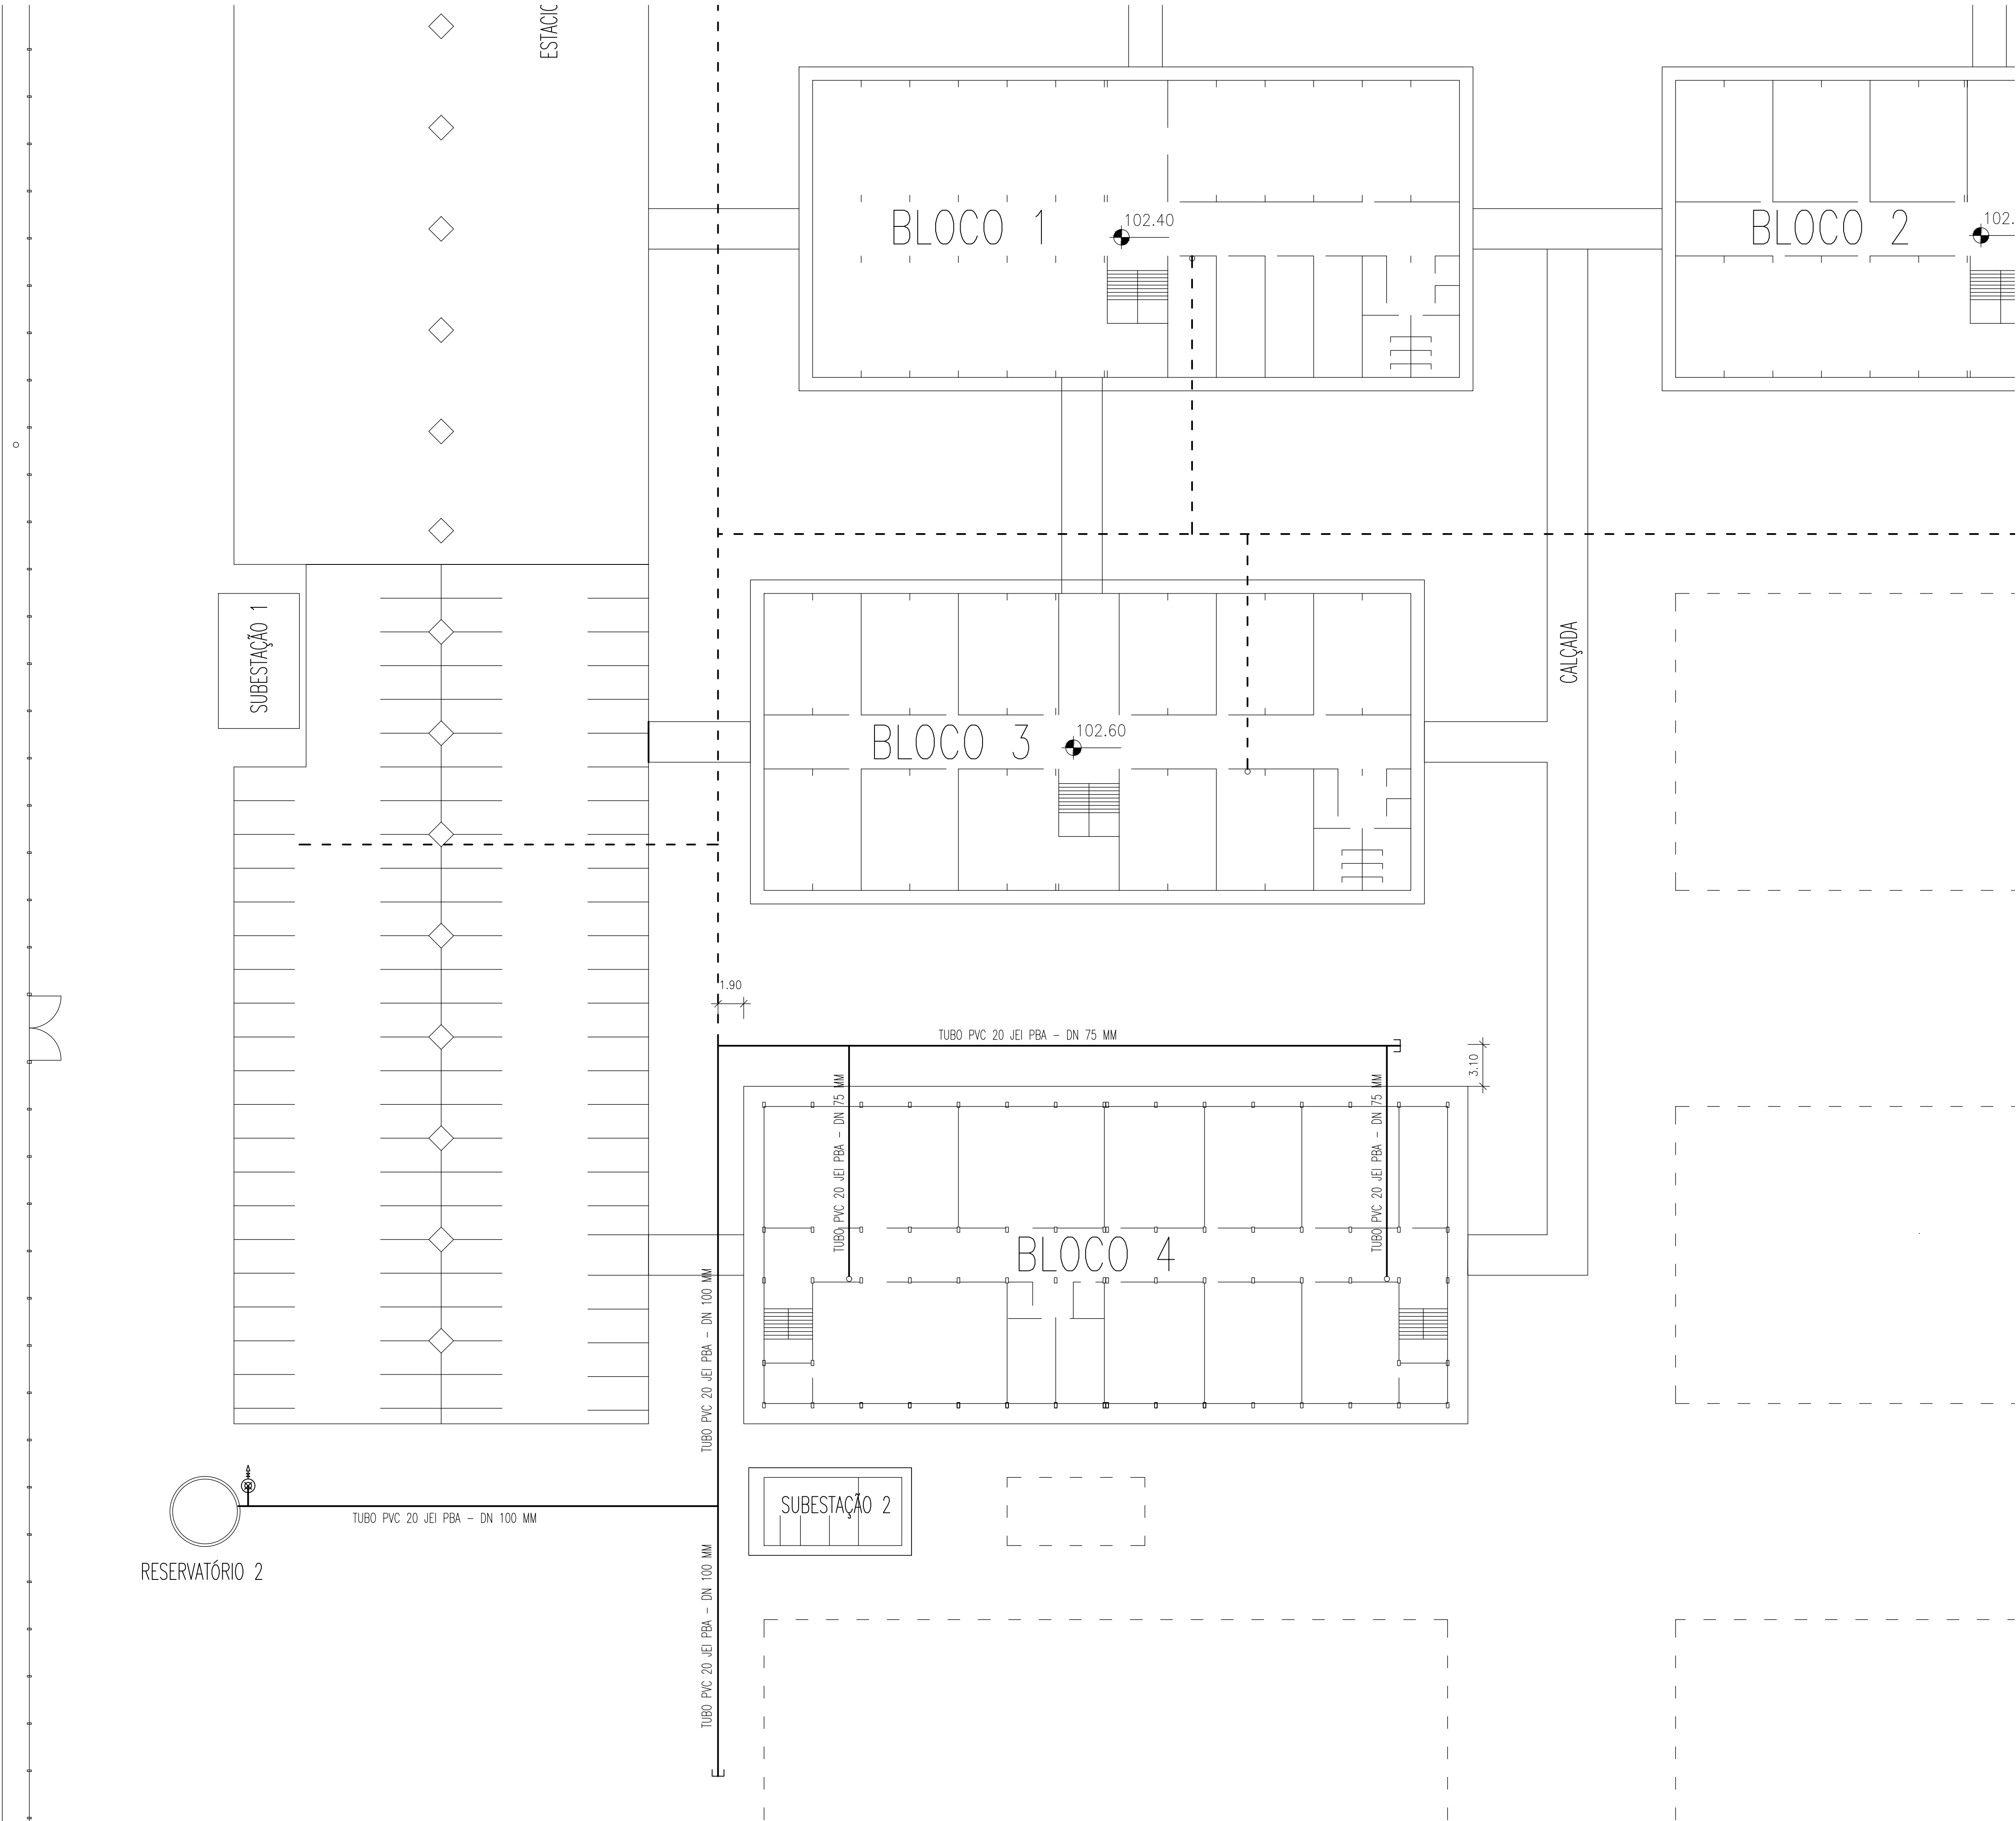 ESTACIO
BLOCO 1
102.40
BLOCO 2
102.
SUBESTAÇÃO 1
CALÇADA
BLOCO 3
102.60
1.90
TUBO PVC 20 JEI PBA - DN 75 MM
3.10
TUBO PVC 20 JEI PBA - DN 75 MM
TUBO PVC 20 JEI PBA - DN 75 MM
BLOCO 4
TUBO PVC 20 JEI PBA - DN 100 MM
SUBESTAÇÃO 2
TUBO PVC 20 JEI PBA - DN 100 MM
RESERVATÓRIO 2
TUBO PVC 20 JEI PBA - DN 100 MM